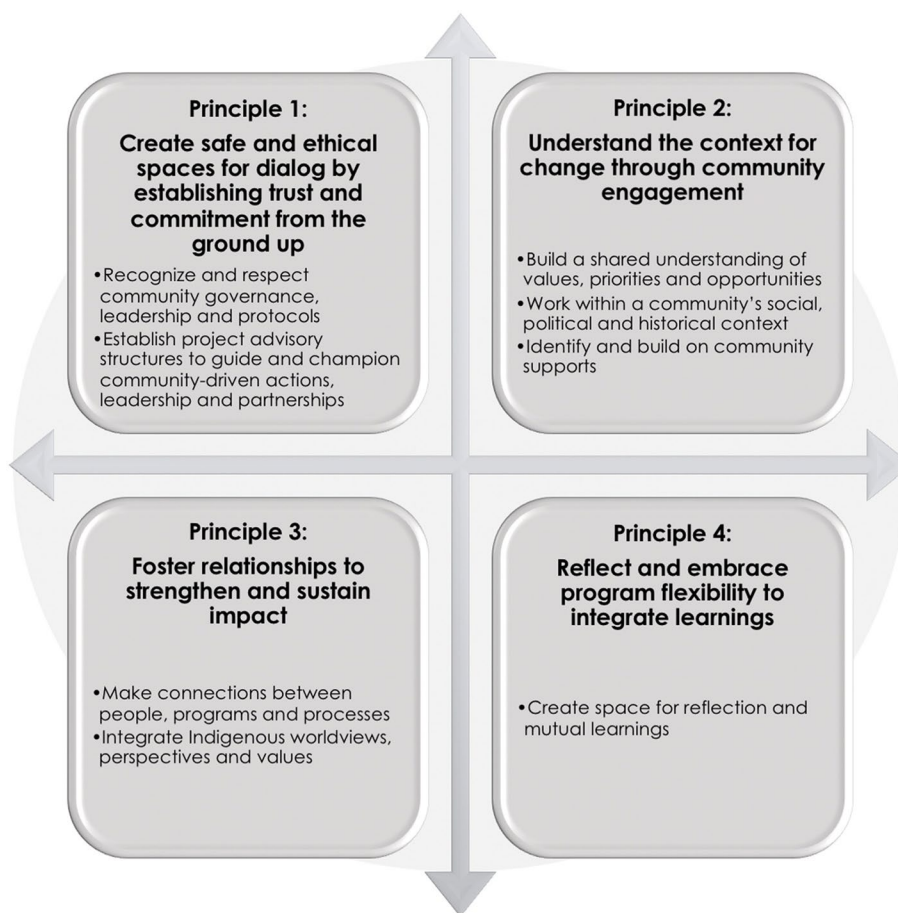 Principle 1:
Create safe and ethical
spaces for dialog by
establishing trust and
commitment from the
ground up
•Recognize and respect
community governance,
leadership and protocols
•Establish project advisory
structures to guide and champion
community-driven actions,
leadership and partnerships
Principle 2:
Understand the context for
change through community
engagement
•Build a shared understanding of
values, priorities and opportunities
•Work within a community’s social,
political and historical context
•Identify and build on community
supports
Principle 3:
Foster relationships to
strengthen and sustain
impact
•Make connections between
people, programs and processes
•Integrate Indigenous worldviews,
perspectives and values
Principle 4:
Reflect and embrace
program flexibility to
integrate learnings
•Create space for reflection and
mutual learnings